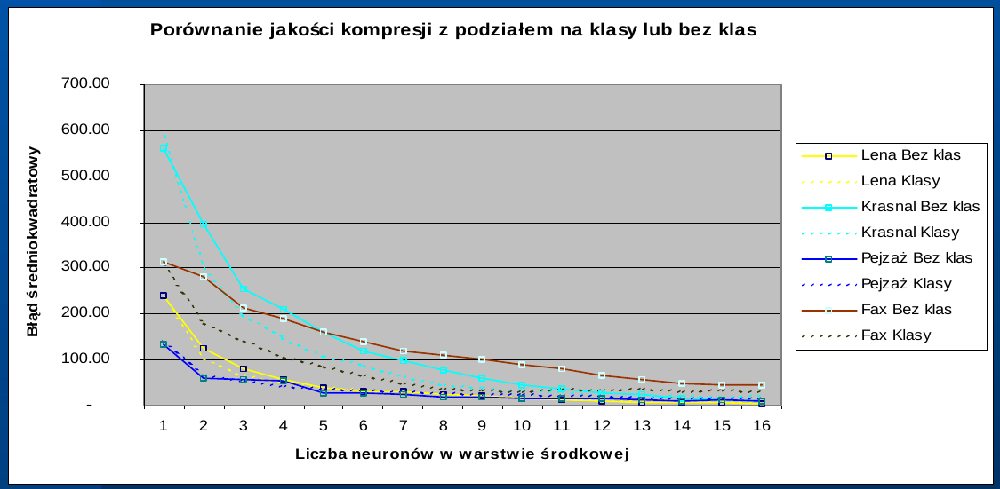 Porównanie jakości kompresji z podziałem na klasy lub bez klas
700.00
600.00
500.00
400.00
300.00
200.00
100.00
-
Błąd średniokwadratowy
1 2 3 4 5 6 7 8 9 10 11 12 13 14 15 16
Liczba neuronów w warstwie środkowej
Lena Bez klas
Lena Klasy
Krasnal Bez klas
Krasnal Klasy
Pejzaż Bez klas
Pejzaż Klasy
Fax Bez klas
Fax Klasy